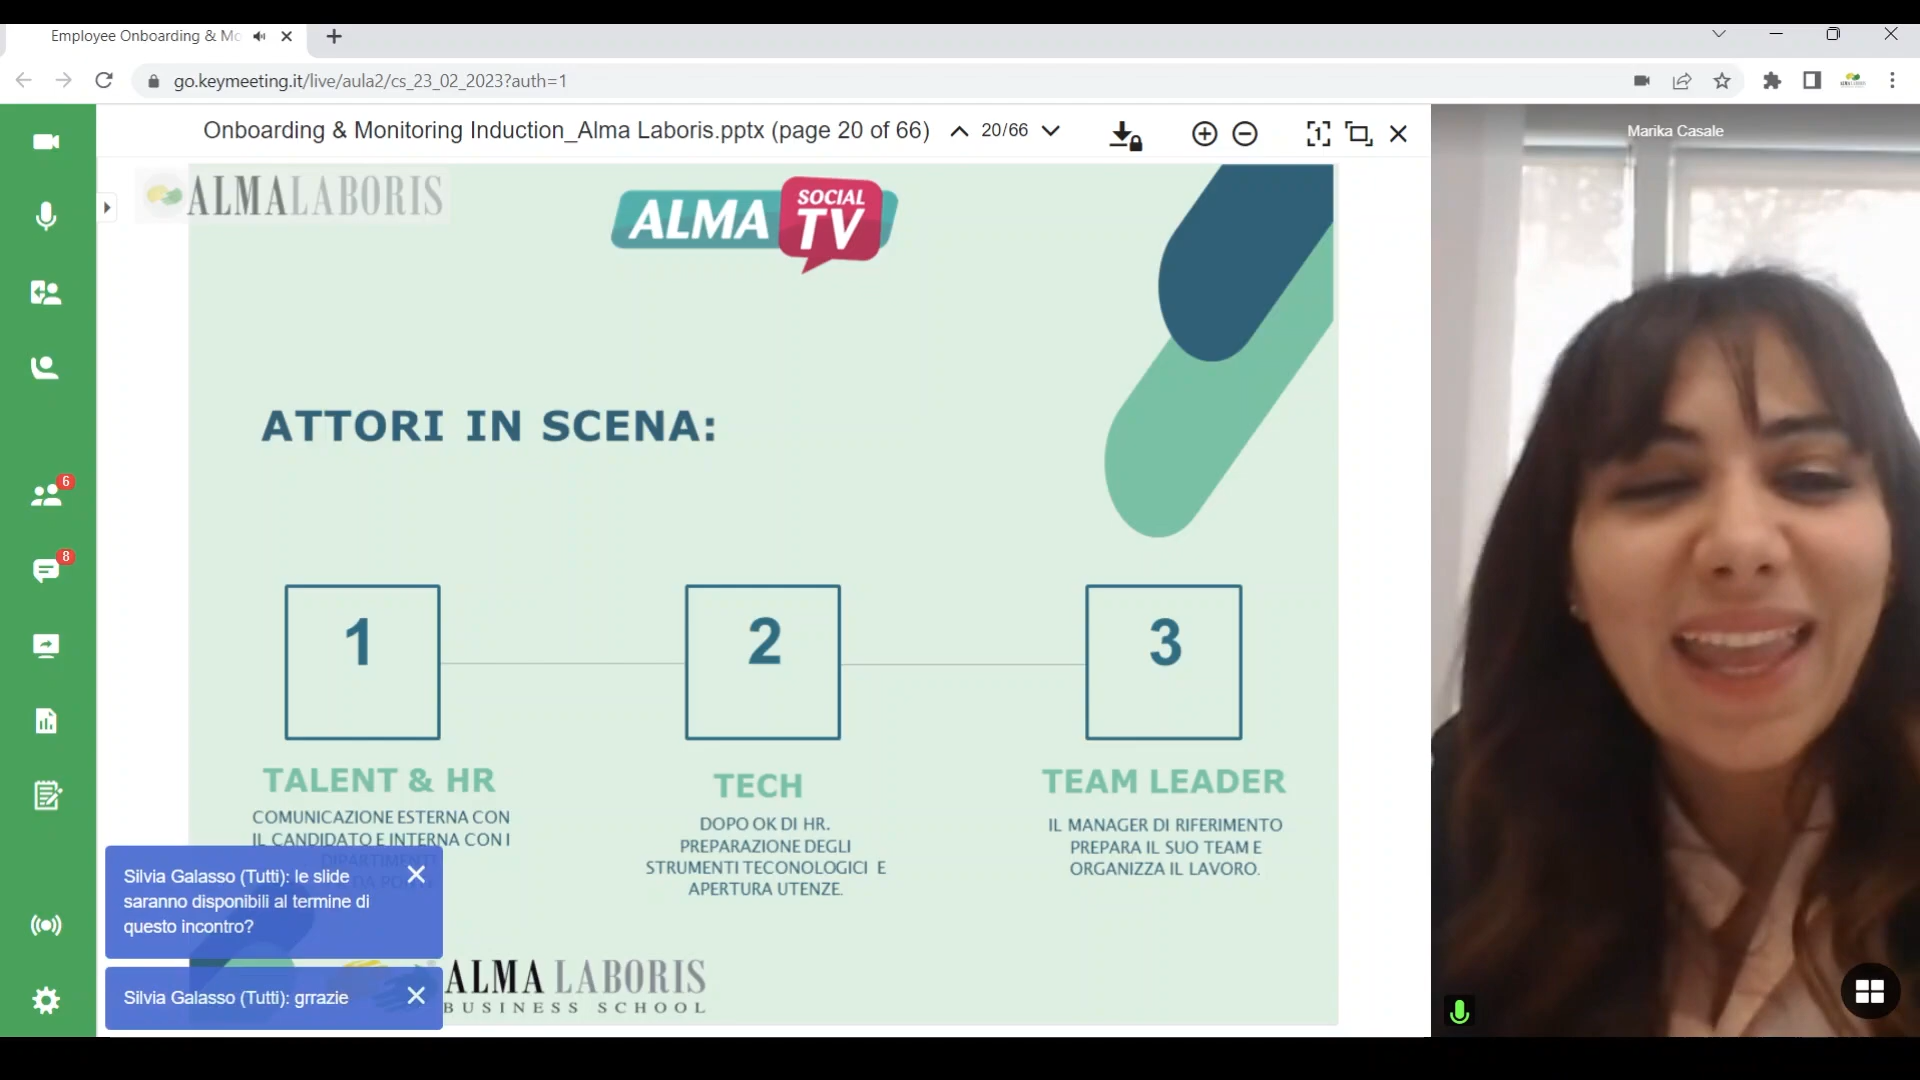 Employee Onboarding & Mo
go.keymeeting.it/live/aula2/cs_23_02_2023?auth=1
Onboarding & Monitoring Induction_Alma Laboris.pptx (page 20 of 66)
20/66
Marika Casale
ALMALABORIS
ALMA SOCIAL TV
ATTORI IN SCENA:
1
2
3
TALENT & HR
COMUNICAZIONE ESTERNA CON
IL CANDIDATO E INTERNA CON I
DIPARTIMENTI
TECH
DOPO OK DI HR.
PREPARAZIONE DEGLI
STRUMENTI TECONOLOGICI E
APERTURA UTENZE.
TEAM LEADER
IL MANAGER DI RIFERIMENTO
PREPARA IL SUO TEAM E
ORGANIZZA IL LAVORO.
6
8
Silvia Galasso (Tutti): le slide
saranno disponibili al termine di
questo incontro?
Silvia Galasso (Tutti): grrazie
ALMA LABORIS
BUSINESS SCHOOL